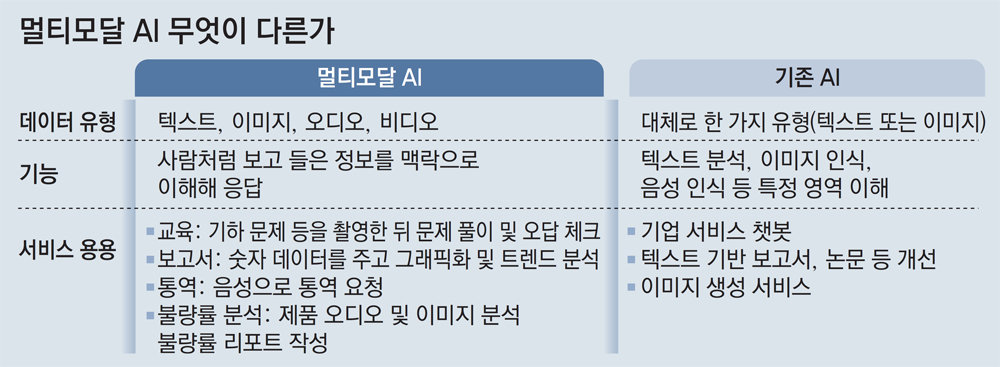 멀티모달 AI 무엇이 다른가
멀티모달 AI
기존 AI
데이터 유형
텍스트, 이미지, 오디오, 비디오
대체로 한 가지 유형(텍스트 또는 이미지)
기능
사람처럼 보고 들은 정보를 맥락으로
이해해 응답
텍스트 분석, 이미지 인식,
음성 인식 등 특정 영역 이해
서비스 용용
▪교육: 기하 문제 등을 촬영한 뒤 문제 풀이 및 오답 체크
▪보고서: 숫자 데이터를 주고 그래픽화 및 트렌드 분석
▪통역: 음성으로 통역 요청
▪불량률 분석: 제품 오디오 및 이미지 분석
불량률 리포트 작성
▪기업 서비스 챗봇
▪텍스트 기반 보고서, 논문 등 개선
▪이미지 생성 서비스